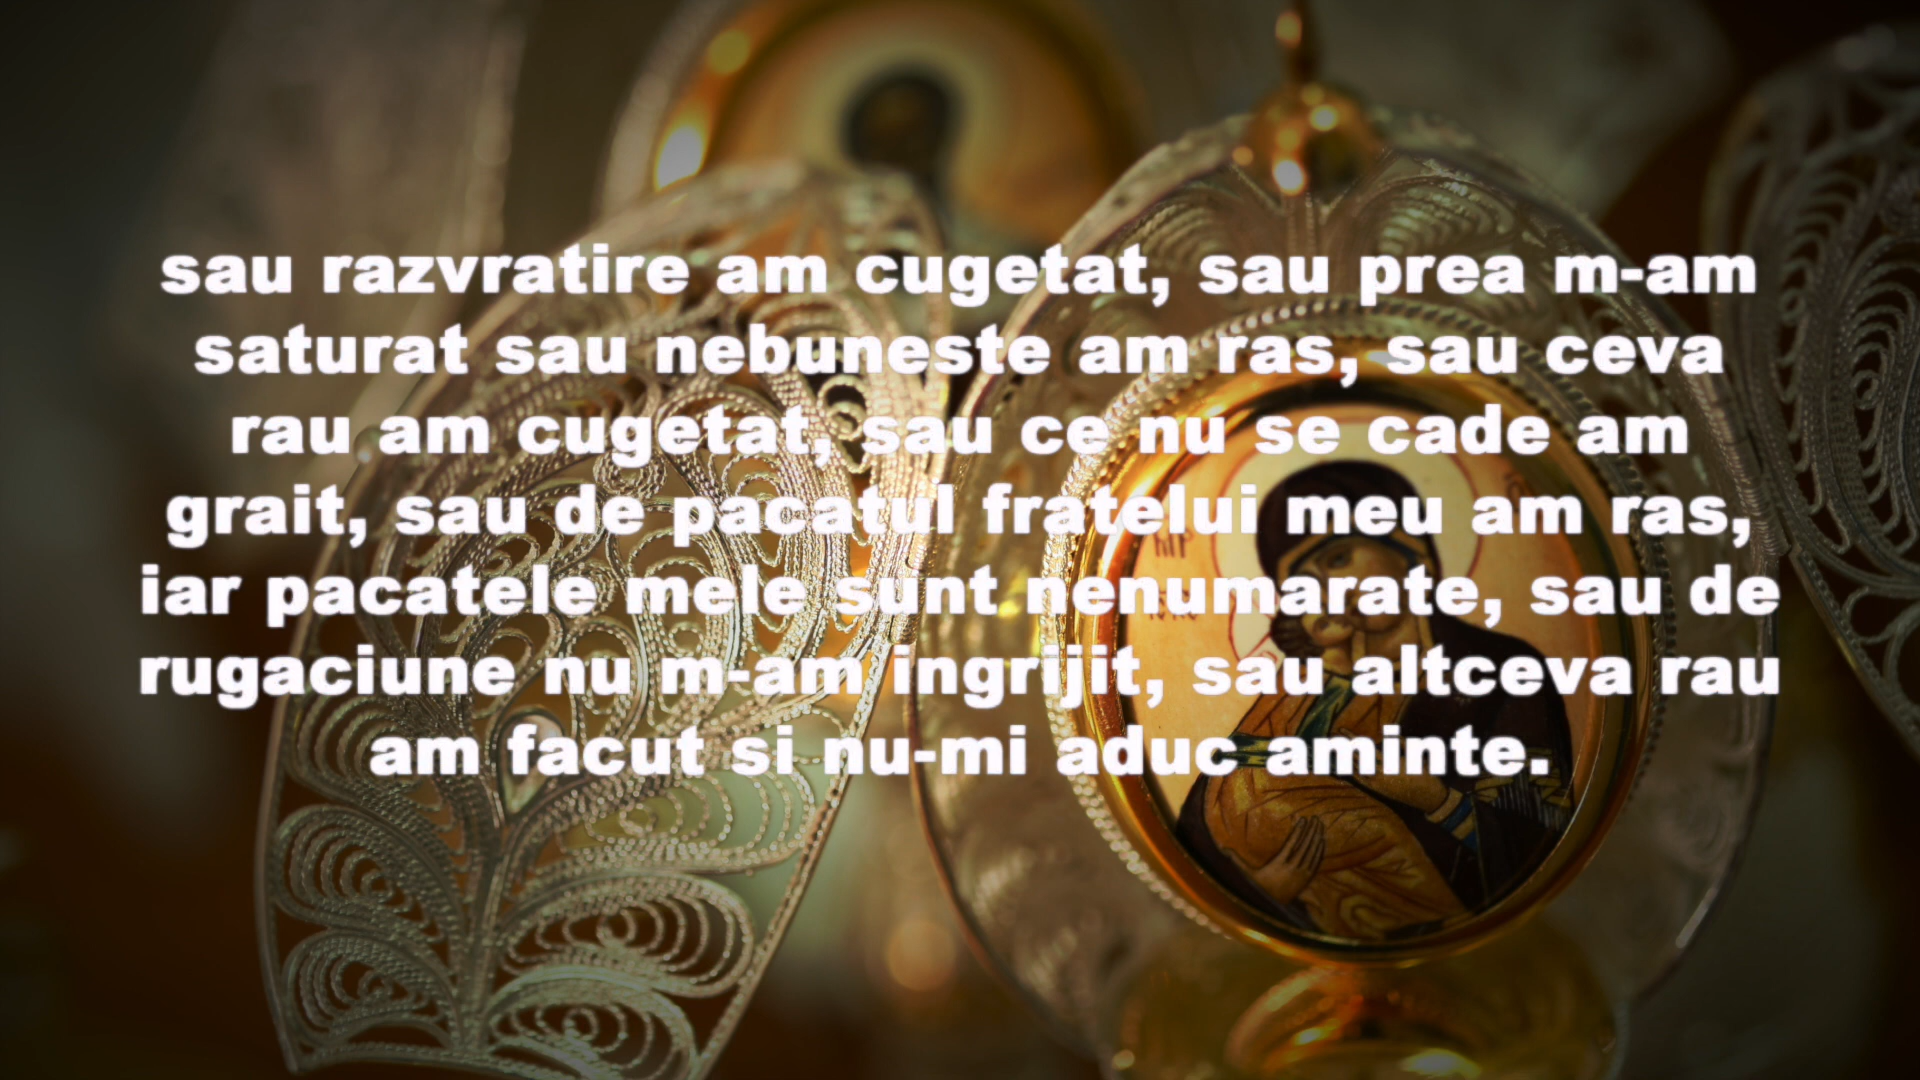 sau razvratire am cugetat, sau prea m-am
saturat sau nebuneste am ras, sau ceva
rau am cugetat, sau ce nu se cade am
grait, sau de pacatul fratelui meu am ras,
iar pacatele mele sunt nenumarate, sau de
rugaciune nu m-am ingrijit, sau altceva rau
am facut si nu-mi aduc aminte.